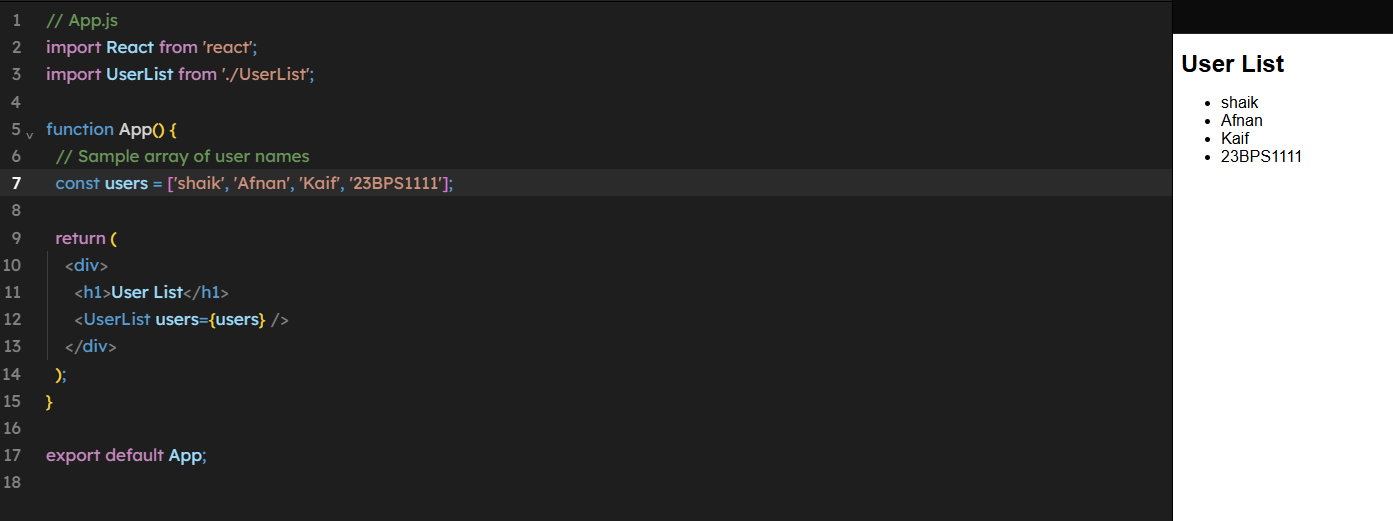 1 // App.js
2 import React from 'react';
3 import UserList from './UserList';
4
5 function App() {
6 // Sample array of user names
7 const users = ['shaik', 'Afnan', 'Kaif', '23BPS1111'];
8
9 return (
10 <div>
11 <h1>User List</h1>
12 <UserList users={users} />
13 </div>
14 );
15 }
16
17 export default App;
18
User List
• shaik
• Afnan
• Kaif
• 23BPS1111